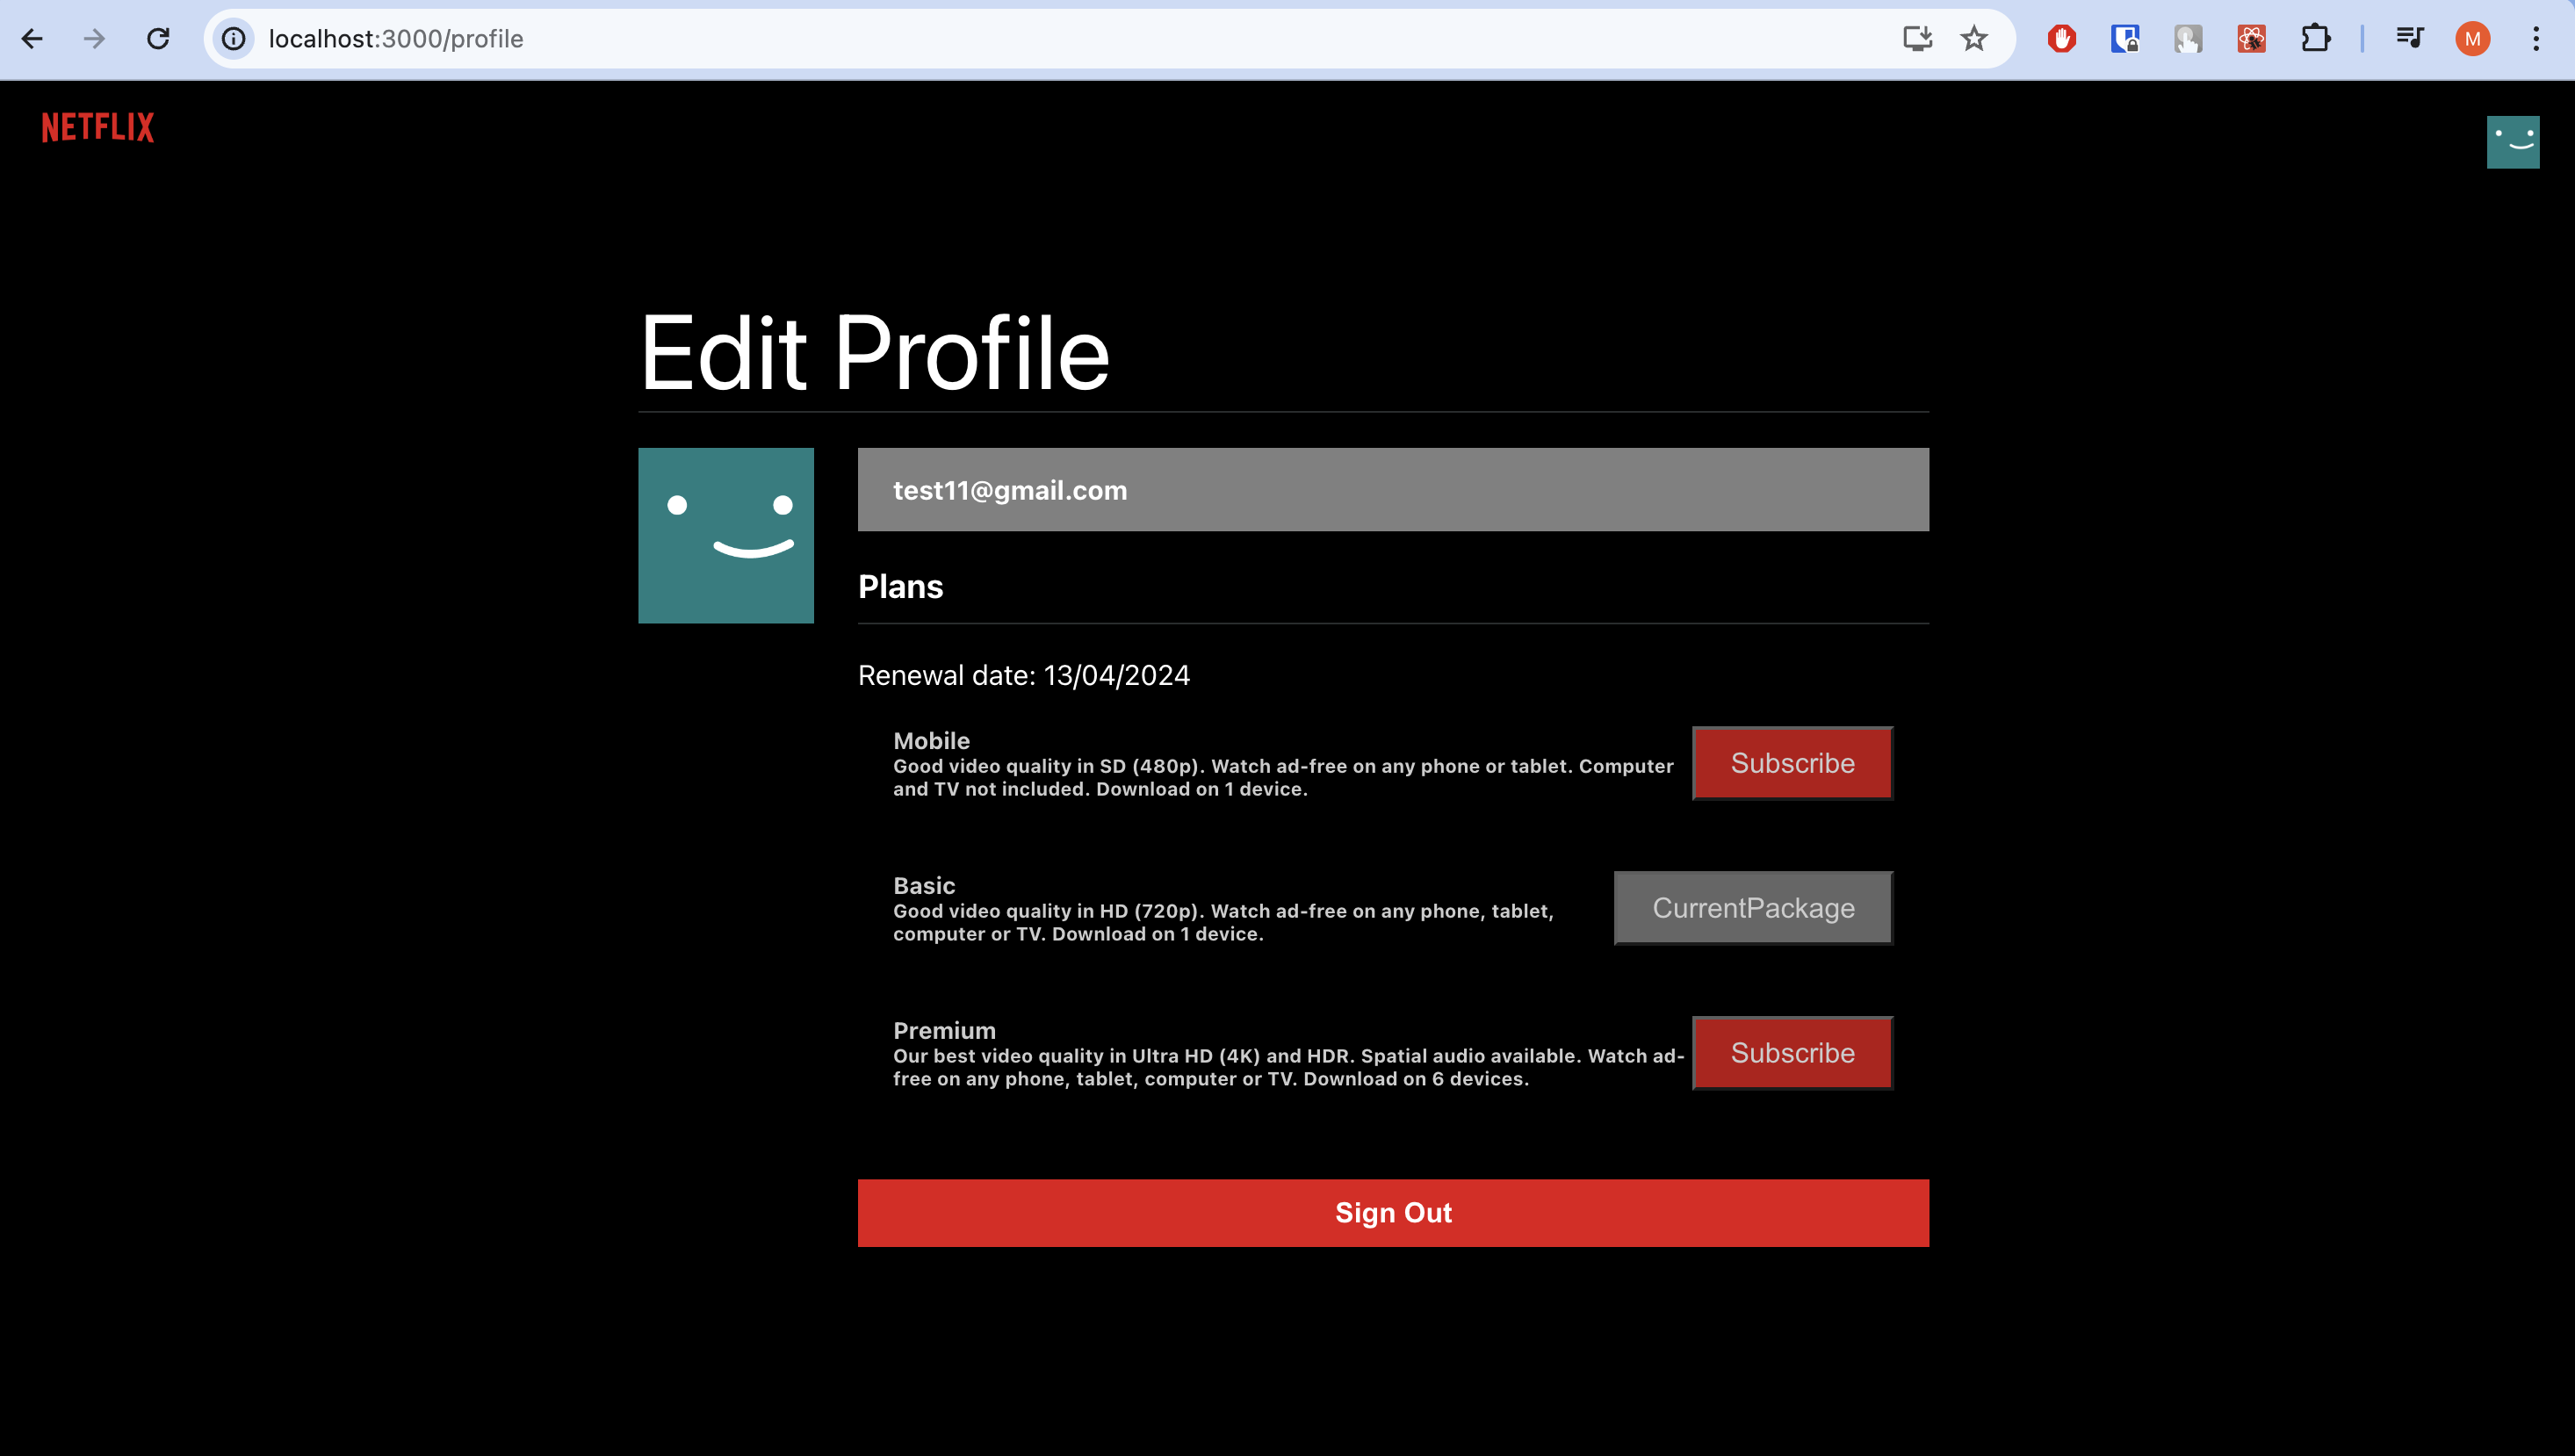 localhost:3000/profile
M
NETFLIX
Edit Profile
test11@gmail.com
Plans
Renewal date: 13/04/2024
Mobile
Good video quality in SD (480p). Watch ad-free on any phone or tablet. Computer
and TV not included. Download on 1 device.
Subscribe
Basic
Good video quality in HD (720p). Watch ad-free on any phone, tablet,
computer or TV. Download on 1 device.
CurrentPackage
Premium
Our best video quality in Ultra HD (4K) and HDR. Spatial audio available. Watch ad-
free on any phone, tablet, computer or TV. Download on 6 devices.
Subscribe
Sign Out